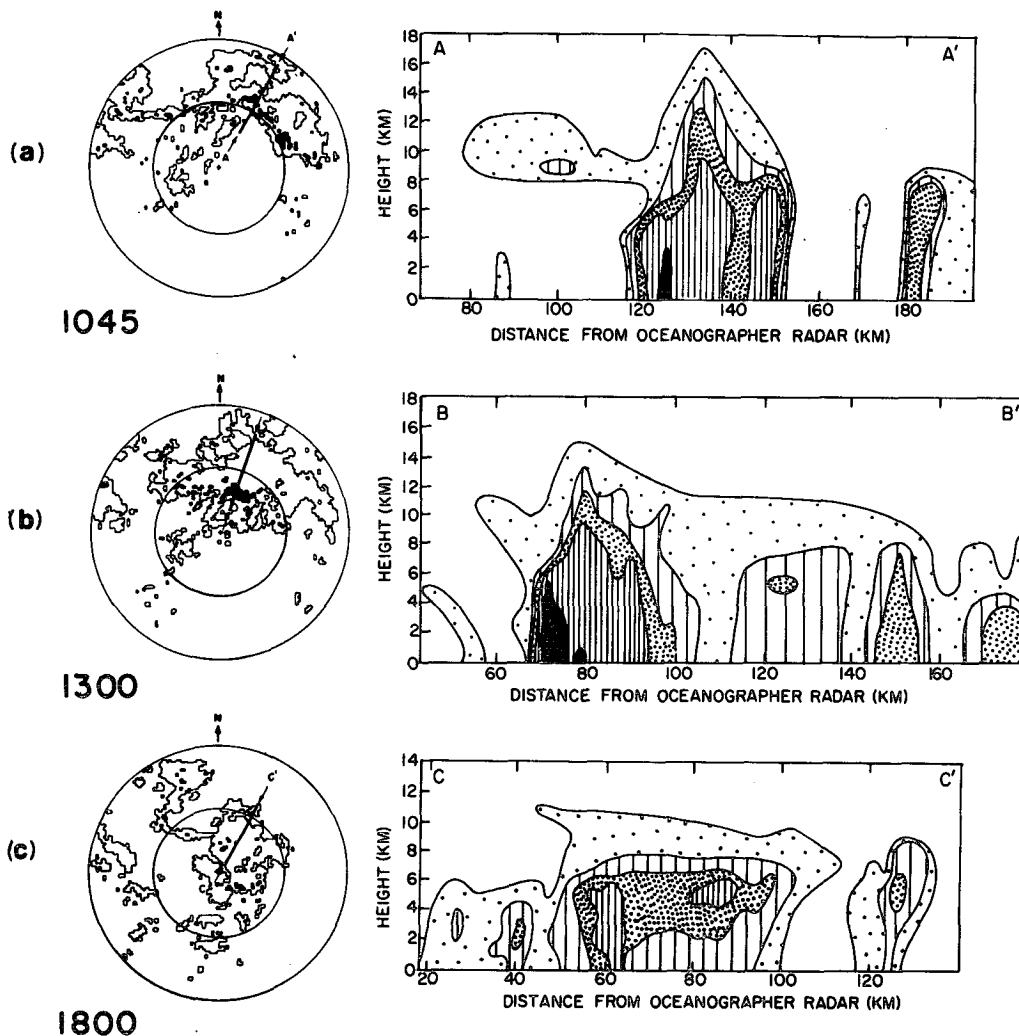 (a)
N
A'
A
1045
A
A'
HEIGHT (KM)
18
16
14
12
10
8
6
4
2
0
80
100
120
140
160
180
DISTANCE FROM OCEANOGRAPHER RADAR (KM)
(b)
N
1300
B
B'
HEIGHT (KM)
18
16
14
12
10
8
6
4
2
0
60
80
100
120
140
160
DISTANCE FROM OCEANOGRAPHER RADAR (KM)
(c)
N
C'
C
1800
C
C'
HEIGHT (KM)
14
12
10
8
6
4
2
0
20
40
60
80
100
120
DISTANCE FROM OCEANOGRAPHER RADAR (KM)